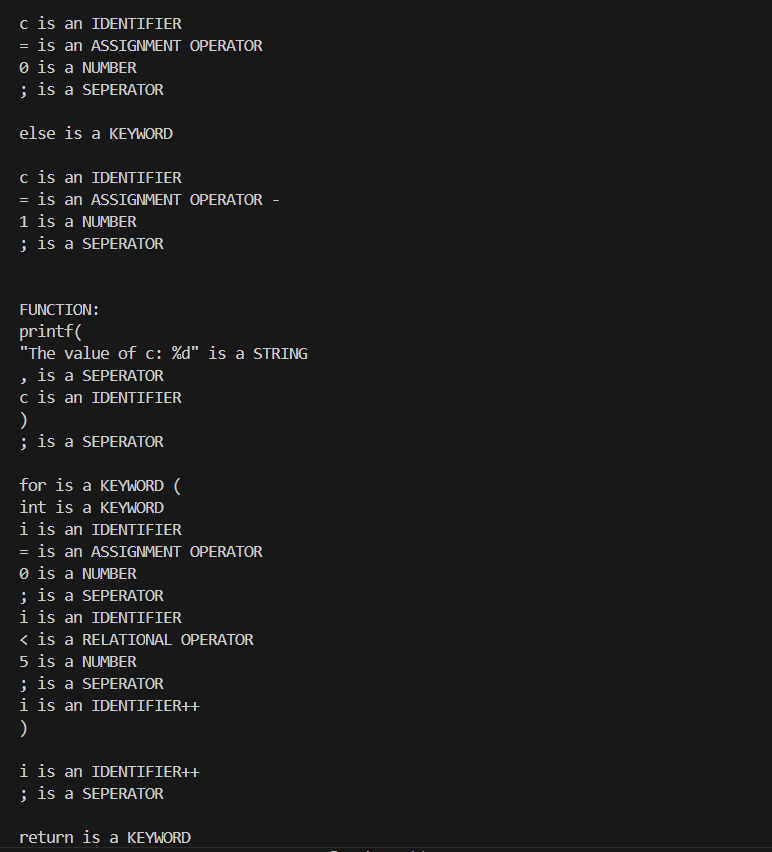 c is an IDENTIFIER
= is an ASSIGNMENT OPERATOR
0 is a NUMBER
; is a SEPERATOR
else is a KEYWORD
c is an IDENTIFIER
= is an ASSIGNMENT OPERATOR -
1 is a NUMBER
; is a SEPERATOR
FUNCTION:
printf(
"The value of c: %d" is a STRING
, is a SEPERATOR
c is an IDENTIFIER
)
; is a SEPERATOR
for is a KEYWORD (
int is a KEYWORD
i is an IDENTIFIER
= is an ASSIGNMENT OPERATOR
0 is a NUMBER
; is a SEPERATOR
i is an IDENTIFIER
< is a RELATIONAL OPERATOR
5 is a NUMBER
; is a SEPERATOR
i is an IDENTIFIER++
)
i is an IDENTIFIER++
; is a SEPERATOR
return is a KEYWORD